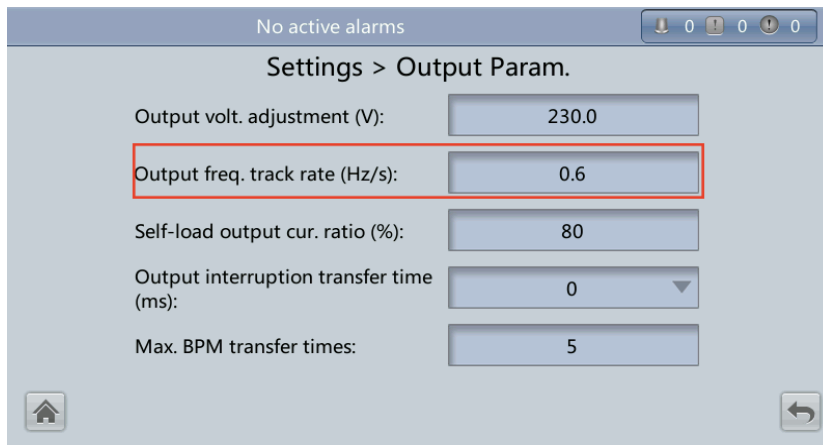 No active alarms
0 0 0
Settings > Output Param.
Output volt. adjustment (V): 230.0
Output freq. track rate (Hz/s): 0.6
Self-load output cur. ratio (%): 80
Output interruption transfer time
(ms): 0
Max. BPM transfer times: 5